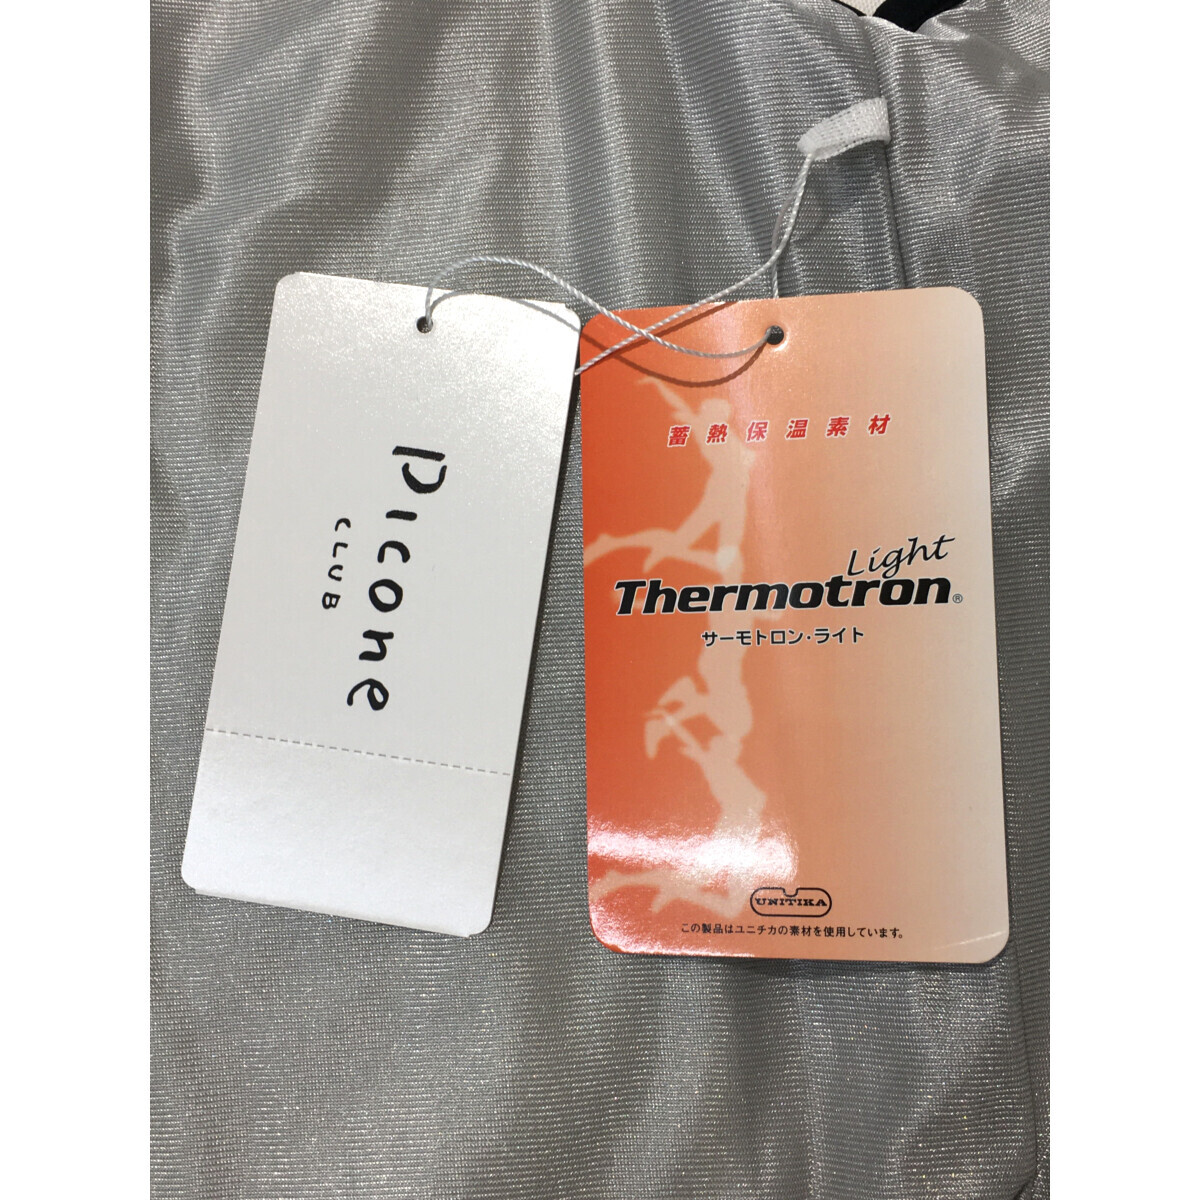 Picone
CLUB
蓄熱保温素材
Light
Thermotron®
サーモトロン・ライト
UNITIKA
この製品はユニチカの素材を使用しています。